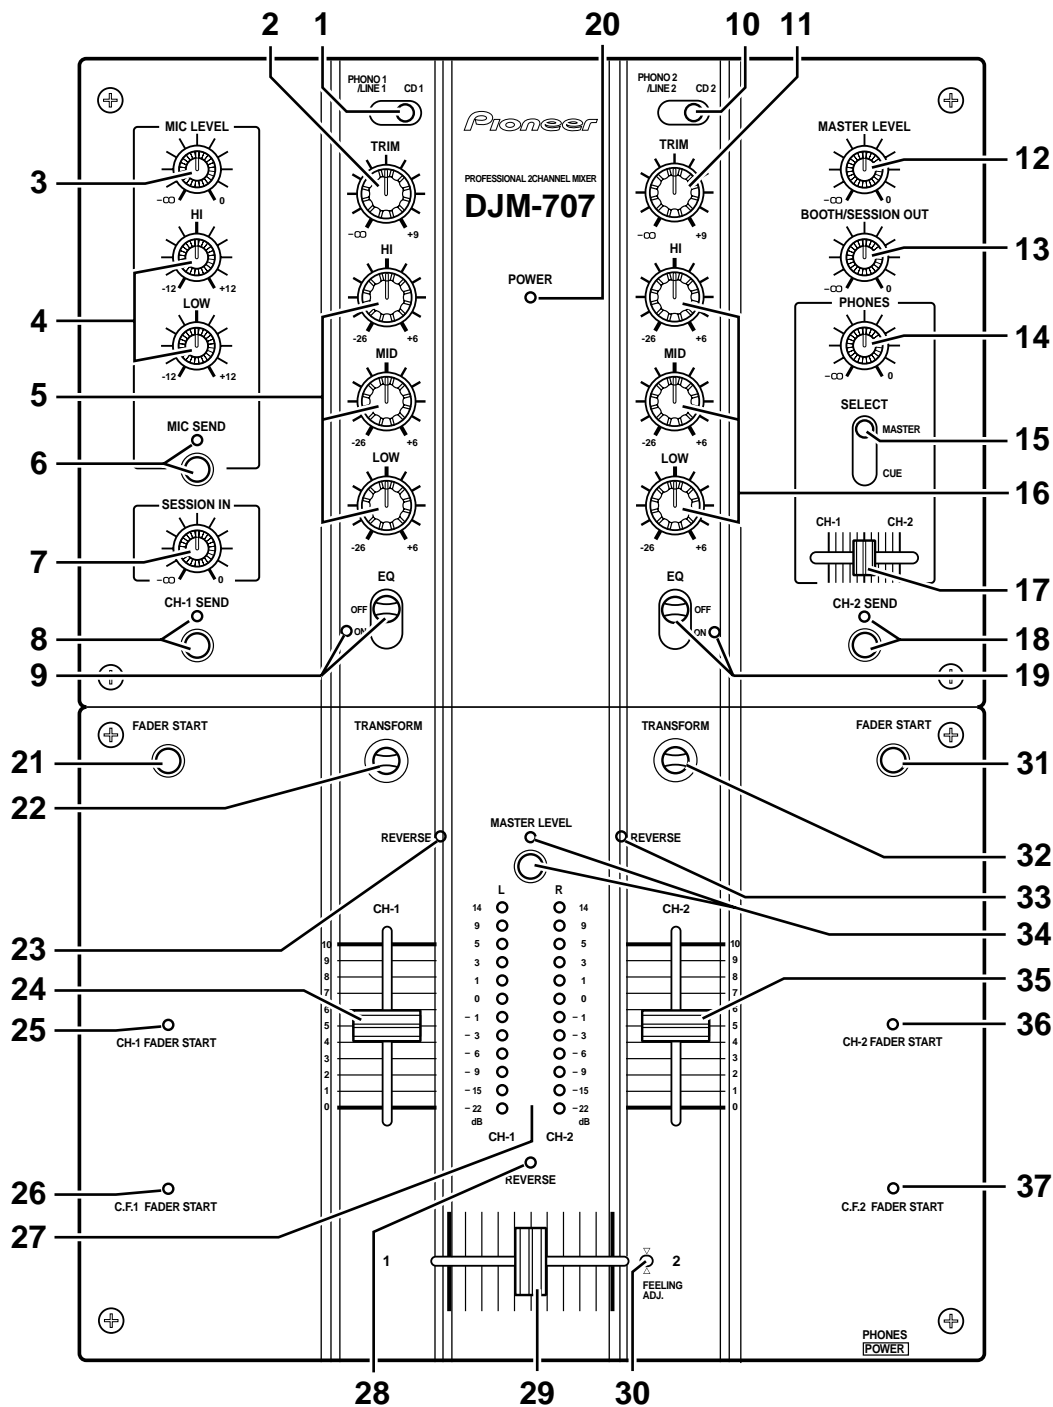 2 1 20 10 11
PHONO 1
/LINE 1 CD 1
PHONO 2
/LINE 2 CD 2
Pioneer
MIC LEVEL
TRIM
TRIM
MASTER LEVEL
3
12
PROFESSIONAL 2CHANNEL MIXER
DJM-707
−∞ 0
−∞ +9
−∞ +9
−∞ 0
HI
HI
HI
BOOTH/SESSION OUT
13
POWER
-12 +12
-26 +6
-26 +6
−∞ 0
4
LOW
PHONES
14
-12 +12
MID
MID
−∞ 0
5
SELECT
MASTER
15
CUE
-26 +6
-26 +6
MIC SEND
6
LOW
LOW
16
SESSION IN
CH-1 CH-2
7
-26 +6
-26 +6
−∞ 0
17
EQ
EQ
CH-1 SEND
CH-2 SEND
OFF
ON
OFF
ON
8
18
9
19
FADER START
TRANSFORM
TRANSFORM
FADER START
21
31
22
MASTER LEVEL
REVERSE
REVERSE
32
33
L R
CH-1
CH-2
14 14
9 9
5 5
3 3
1 1
0 0
−1 −1
−3 −3
−6 −6
−9 −9
−15 −15
−22 −22
dB dB
34
23
10
9
8
7
6
5
4
3
2
1
0
10
9
8
7
6
5
4
3
2
1
0
24
35
25
36
CH-1 FADER START
CH-2 FADER START
CH-1 CH-2
REVERSE
26
37
C.F.1 FADER START
C.F.2 FADER START
27
1 2
FEELING
ADJ.
PHONES
POWER
28 29 30